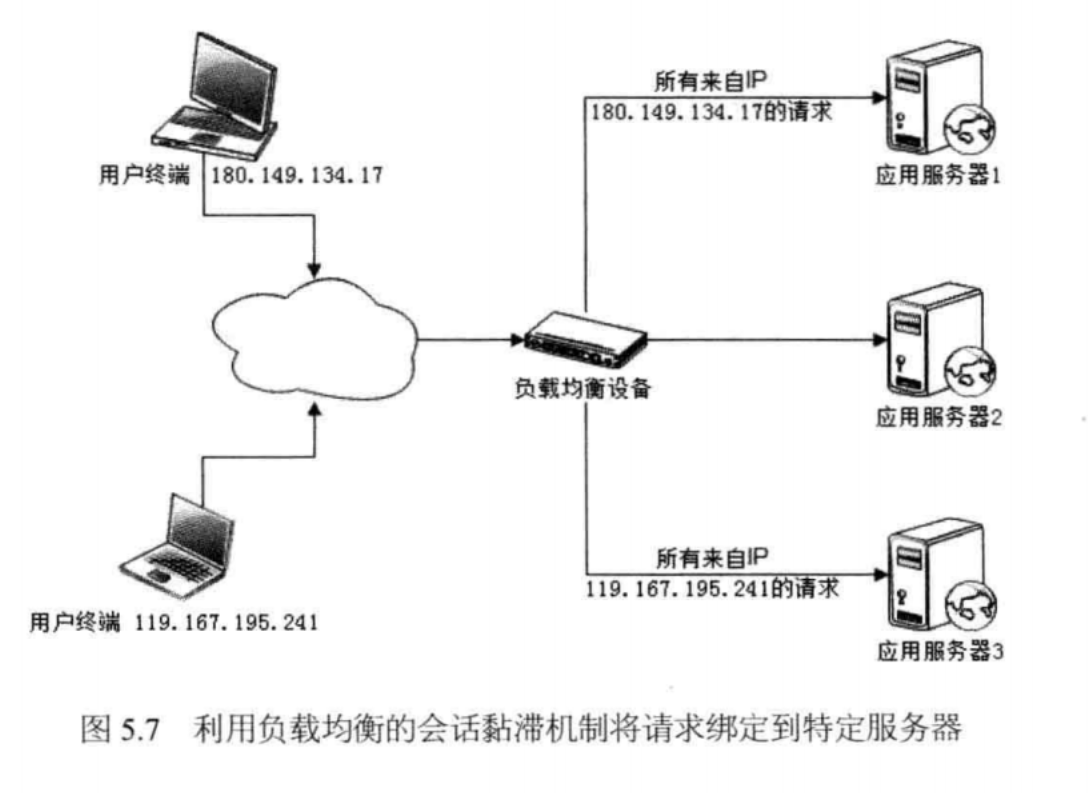 所有来自IP
180.149.134.17的请求
用户终端 180.149.134.17
应用服务器1
负载均衡设备
应用服务器2
所有来自IP
119.167.195.241的请求
用户终端 119.167.195.241
应用服务器3
图 5.7 利用负载均衡的会话黏滞机制将请求绑定到特定服务器